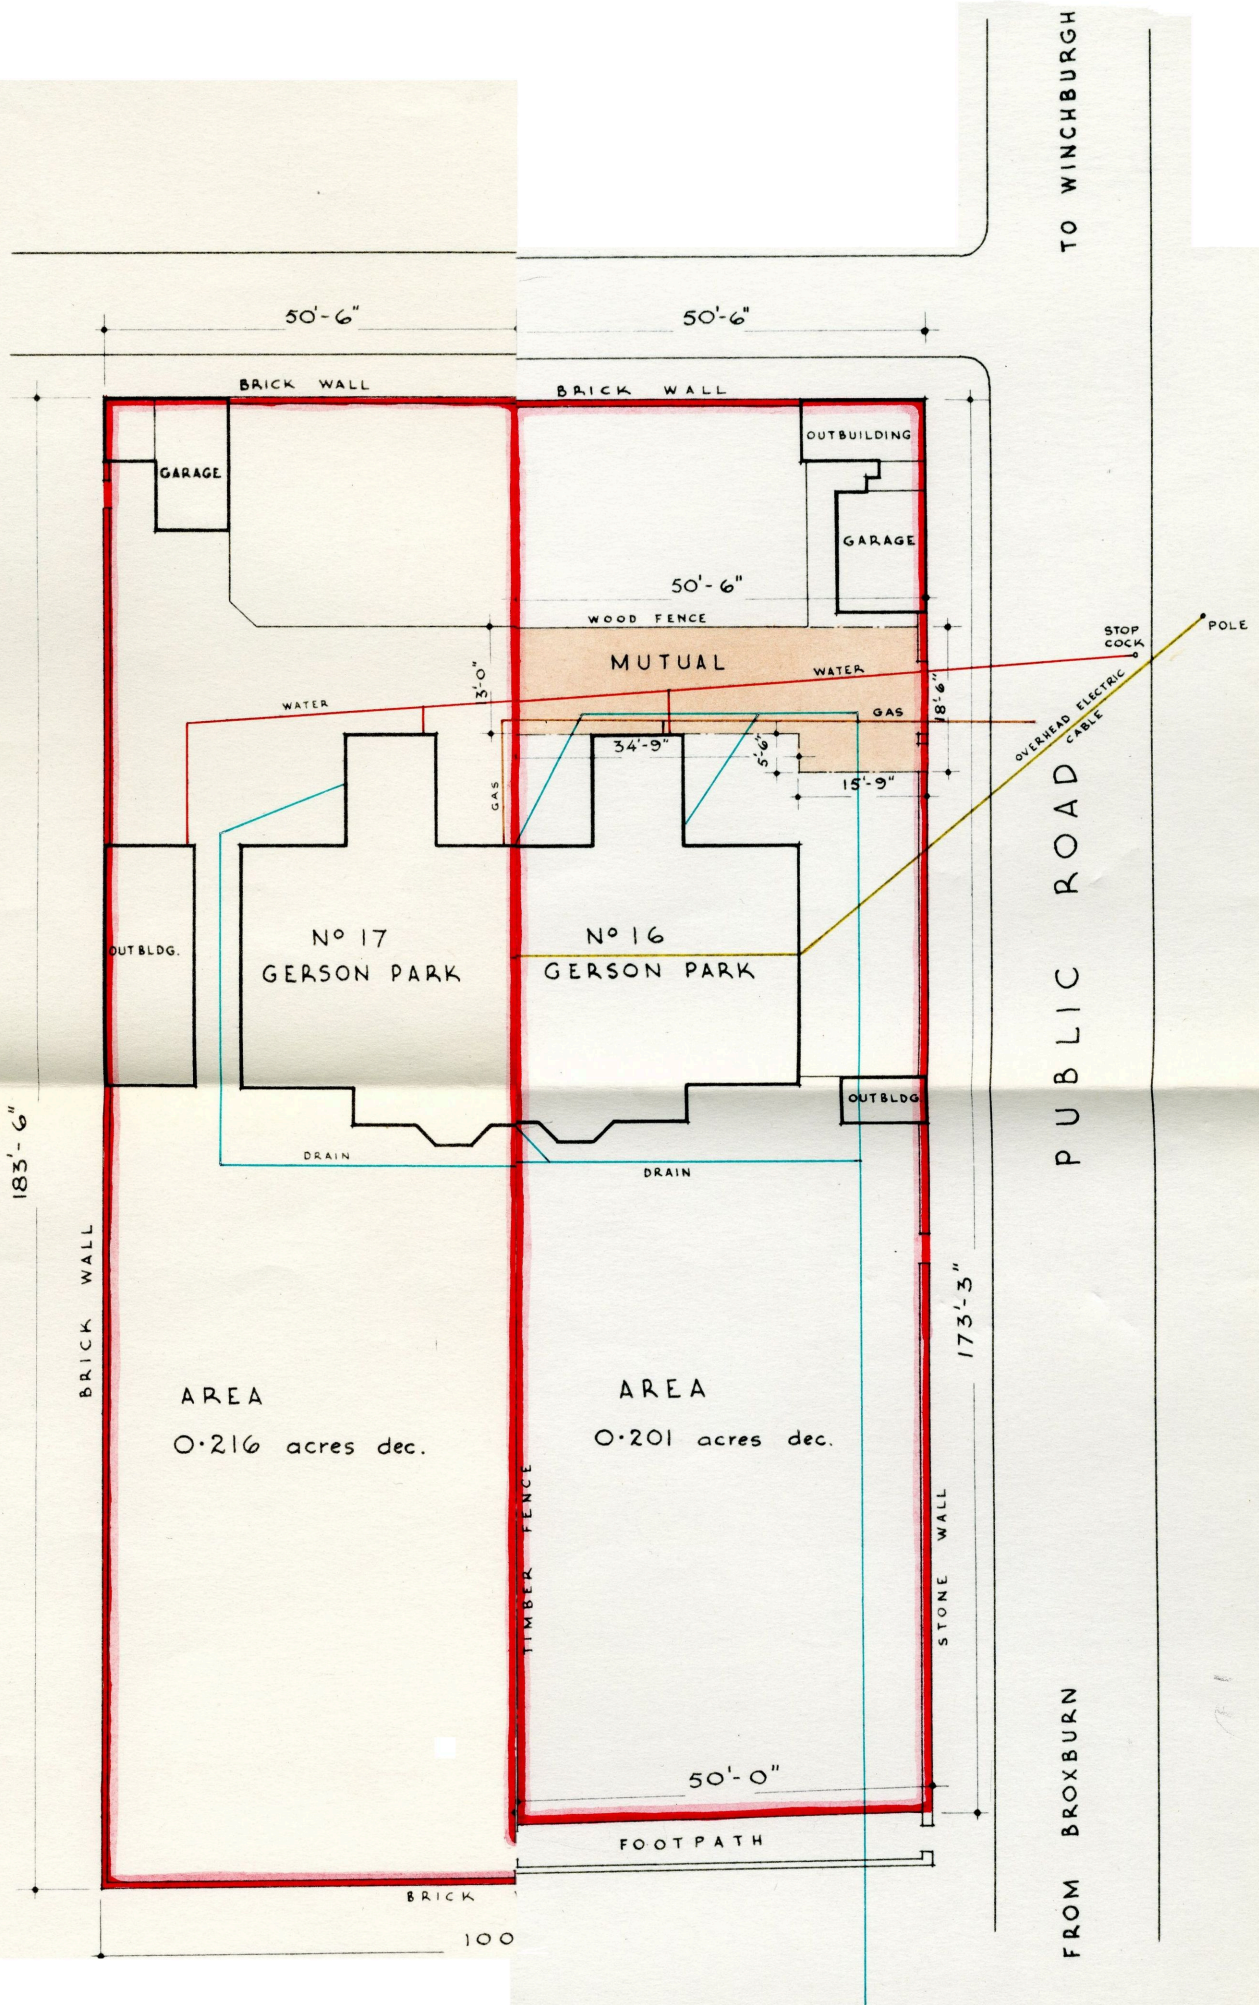 TO WINCHBURGH
50'-6"
50'-6"
BRICK WALL
BRICK WALL
OUTBUILDING
GARAGE
GARAGE
50'-6"
WOOD FENCE
POLE
STOP
COCK
MUTUAL
WATER
13'-0"
18'-6"
WATER
GAS
OVERHEAD ELECTRIC
CABLE
34'-9"
5'-6"
15'-9"
GAS
PUBLIC ROAD
Nº 17
GERSON PARK
Nº 16
GERSON PARK
OUTBLDG.
OUTBLDG
183'-6"
DRAIN
DRAIN
BRICK WALL
173'-3"
AREA
0·216 acres dec.
AREA
0·201 acres dec.
TIMBER FENCE
STONE WALL
50'-0"
FOOTPATH
FROM BROXBURN
BRICK
100